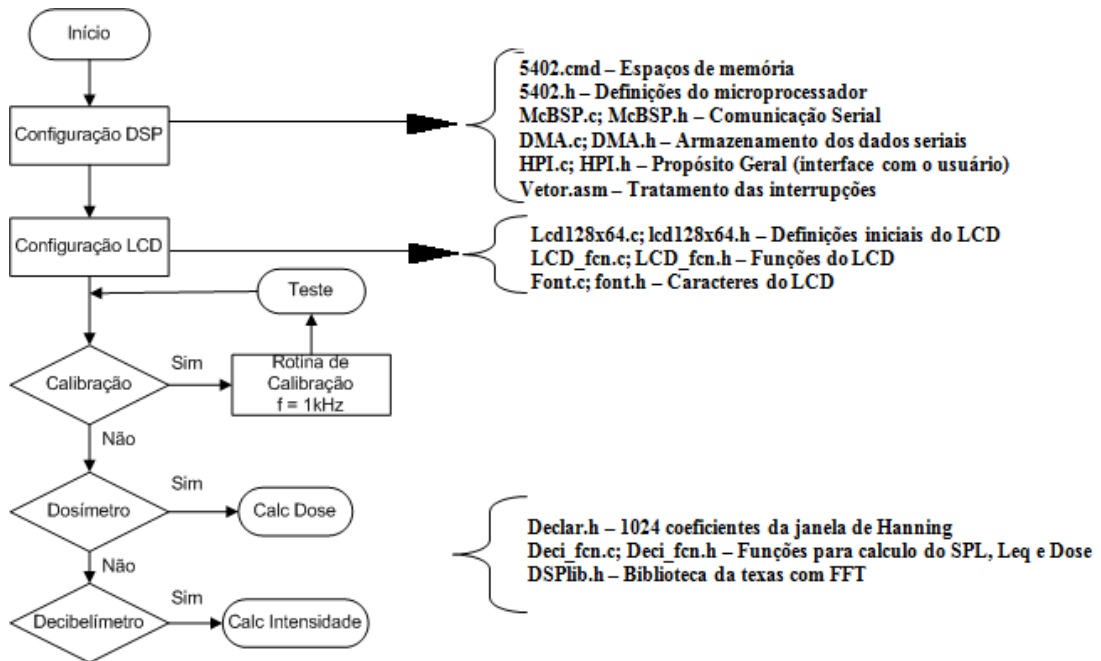 Início
Configuração DSP
5402.cmd – Espaços de memória
5402.h – Definições do microprocessador
McBSP.c; McBSP.h – Comunicação Serial
DMA.c; DMA.h – Armazenamento dos dados seriais
HPI.c; HPI.h – Propósito Geral (interface com o usuário)
Vetor.asm – Tratamento das interrupções
Configuração LCD
Lcd128x64.c; lcd128x64.h – Definições iniciais do LCD
LCD_fcn.c; LCD_fcn.h – Funções do LCD
Font.c; font.h – Caracteres do LCD
Teste
Calibração
Sim
Rotina de
Calibração
f = 1kHz
Não
Dosímetro
Sim
Calc Dose
Não
Decibelímetro
Sim
Calc Intensidade
Declar.h – 1024 coeficientes da janela de Hanning
Deci_fcn.c; Deci_fcn.h – Funções para calculo do SPL, Leq e Dose
DSPlib.h – Biblioteca da texas com FFT